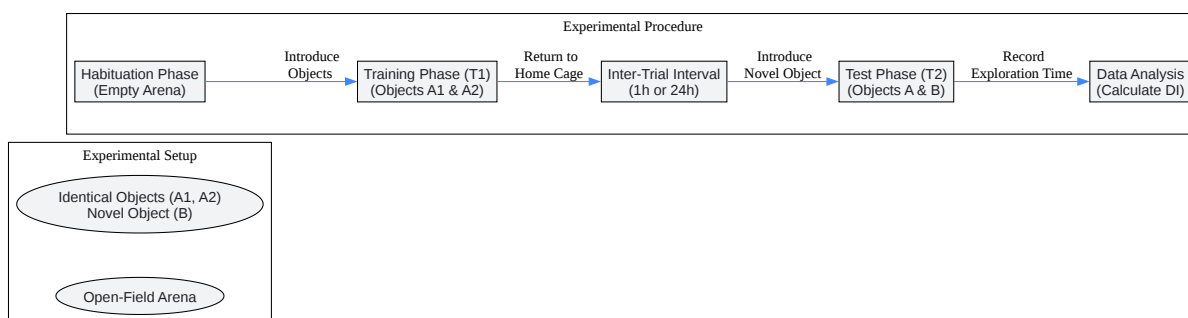 Experimental Procedure
Habituation Phase
(Empty Arena)
Introduce
Objects
Training Phase (T1)
(Objects A1 & A2)
Return to
Home Cage
Inter-Trial Interval
(1h or 24h)
Introduce
Novel Object
Test Phase (T2)
(Objects A & B)
Record
Exploration Time
Data Analysis
(Calculate DI)
Experimental Setup
Identical Objects (A1, A2)
Novel Object (B)
Open-Field Arena